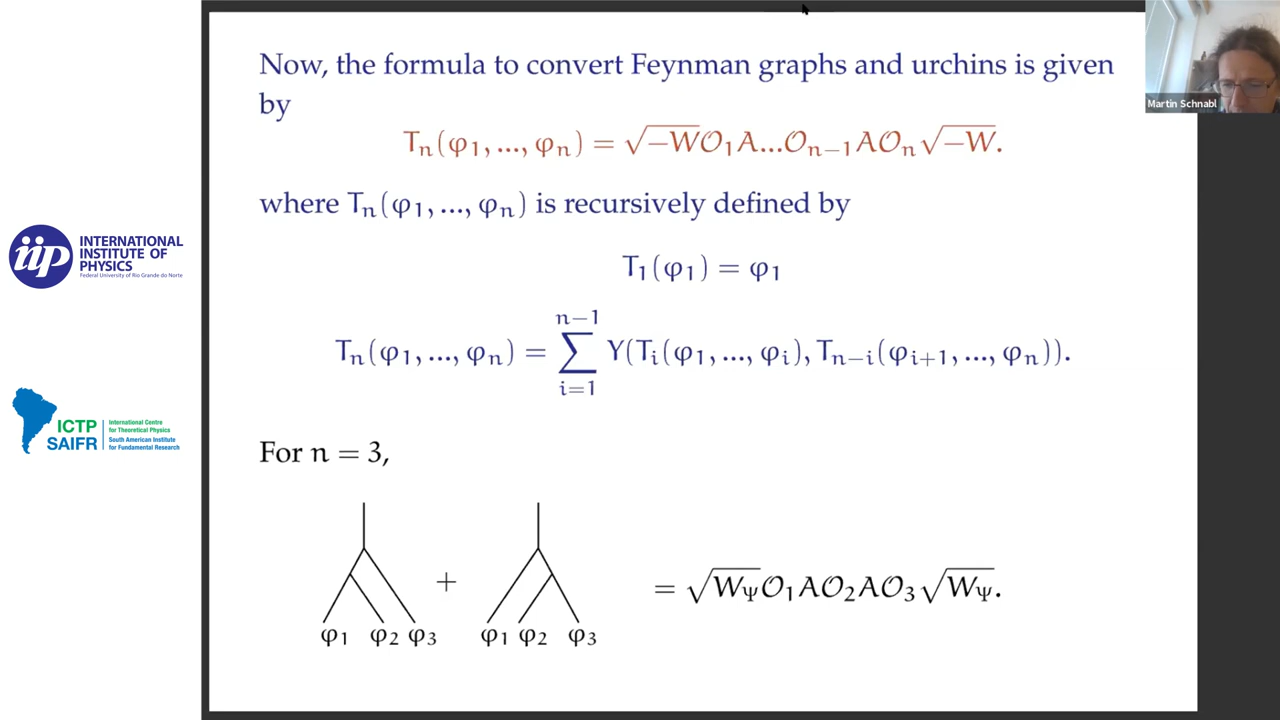 Now, the formula to convert Feynman graphs and urchins is given
by
Tₙ(φ₁, ..., φₙ) = √−W𝒪₁A...𝒪ₙ₋₁A𝒪ₙ√−W.
where Tₙ(φ₁, ..., φₙ) is recursively defined by
T₁(φ₁) = φ₁
Tₙ(φ₁, ..., φₙ) = ∑ᵢ₌₁ⁿ⁻¹ Y(Tᵢ(φ₁, ..., φᵢ), Tₙ₋ᵢ(φᵢ₊₁, ..., φₙ)).
For n = 3,
+
= √W_Ψ𝒪₁A𝒪₂A𝒪₃√W_Ψ.
φ₁ φ₂ φ₃ φ₁ φ₂ φ₃
Martin Schnabl
iip
INTERNATIONAL
INSTITUTE OF
PHYSICS
Federal University of Rio Grande do Norte
ICTP
SAIFR
International Centre
for Theoretical Physics
South American Institute
for Fundamental Research